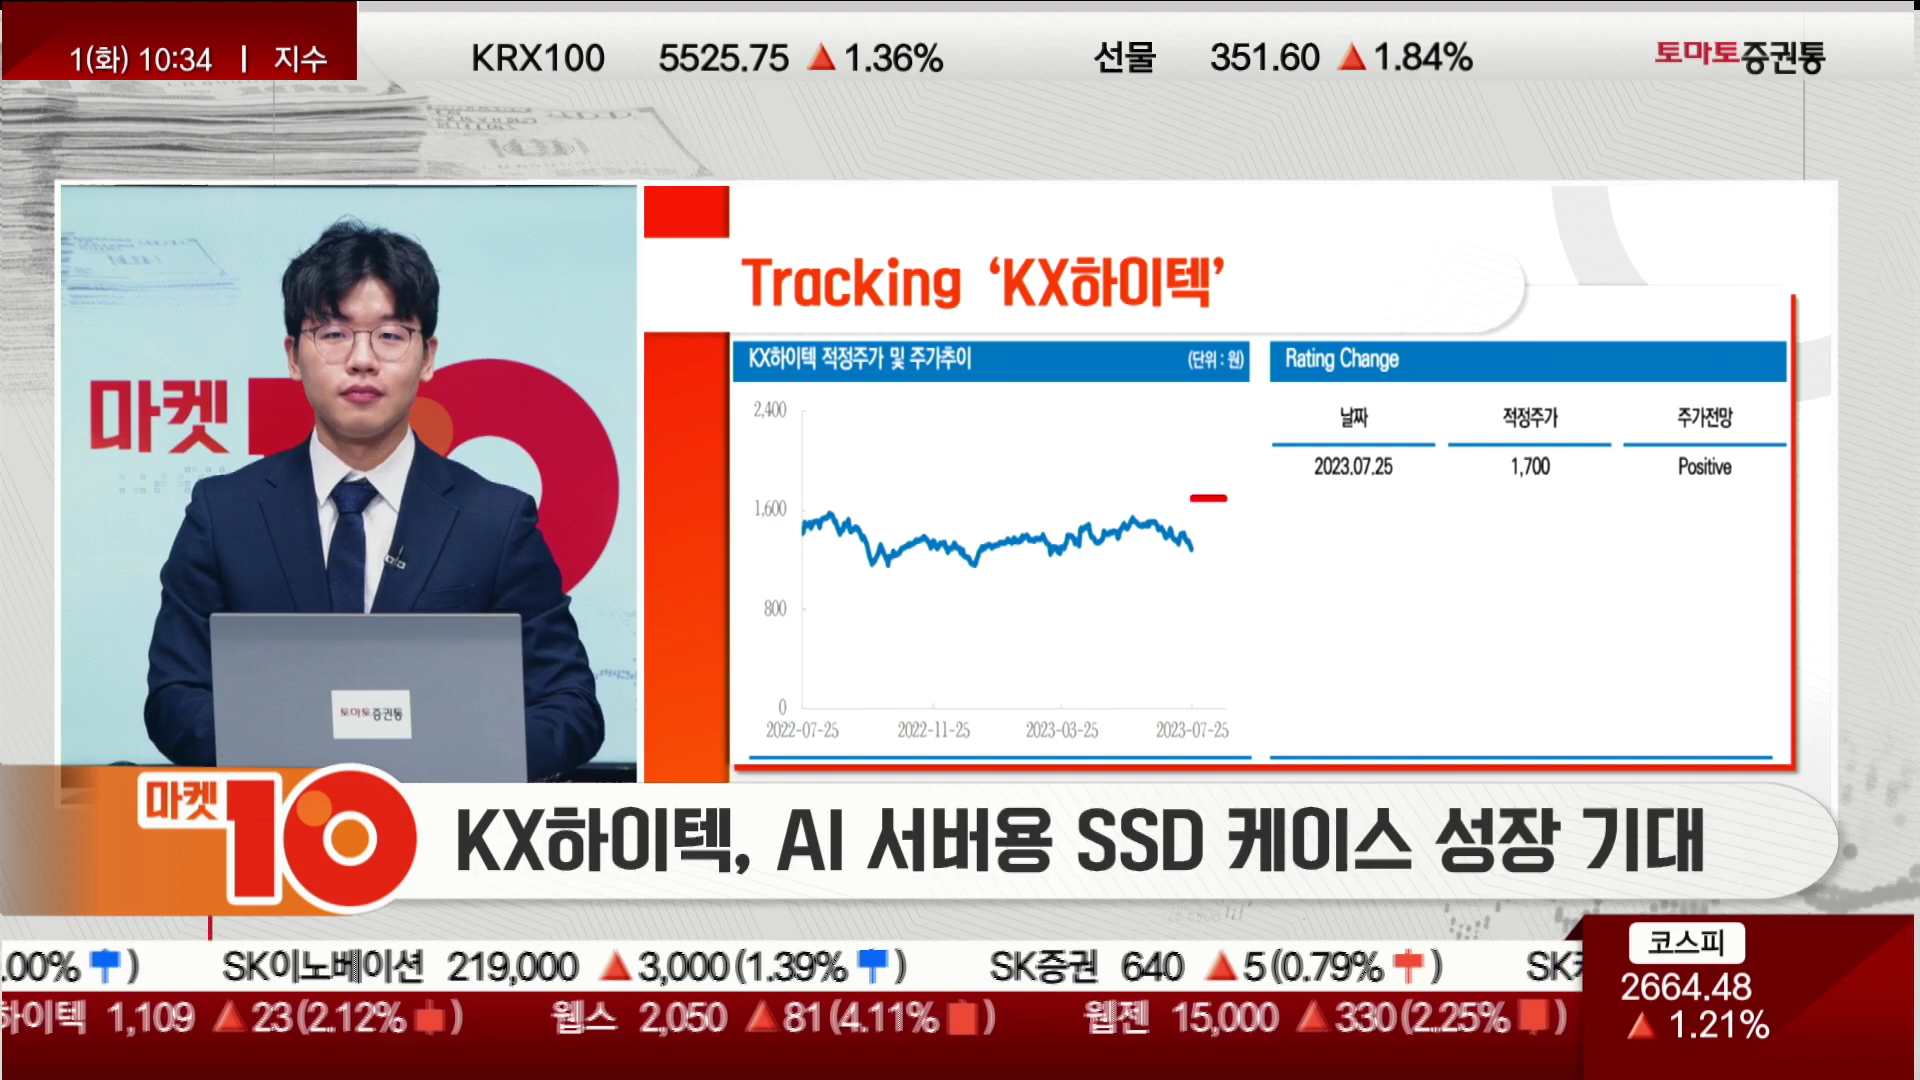 1(화) 10:34 | 지수 KRX100 5525.75 ▲1.36% 선물 351.60 ▲1.84% 토마토증권통
Tracking ‘KX하이텍’
KX하이텍 적정주가 및 주가추이 (단위 : 원)
2,400
1,600
800
0
2022-07-25 2022-11-25 2023-03-25 2023-07-25
Rating Change
날짜 적정주가 주가전망
2023.07.25 1,700 Positive
마켓
토마토증권통
마켓10
KX하이텍, AI 서버용 SSD 케이스 성장 기대
.00% ) SK이노베이션 219,000 ▲3,000(1.39% ) SK증권 640 ▲5(0.79% )
하이텍 1,109 ▲23(2.12% ) 웹스 2,050 ▲81(4.11% ) 웹젠 15,000 ▲330(2.25% )
코스피
2664.48
▲1.21%